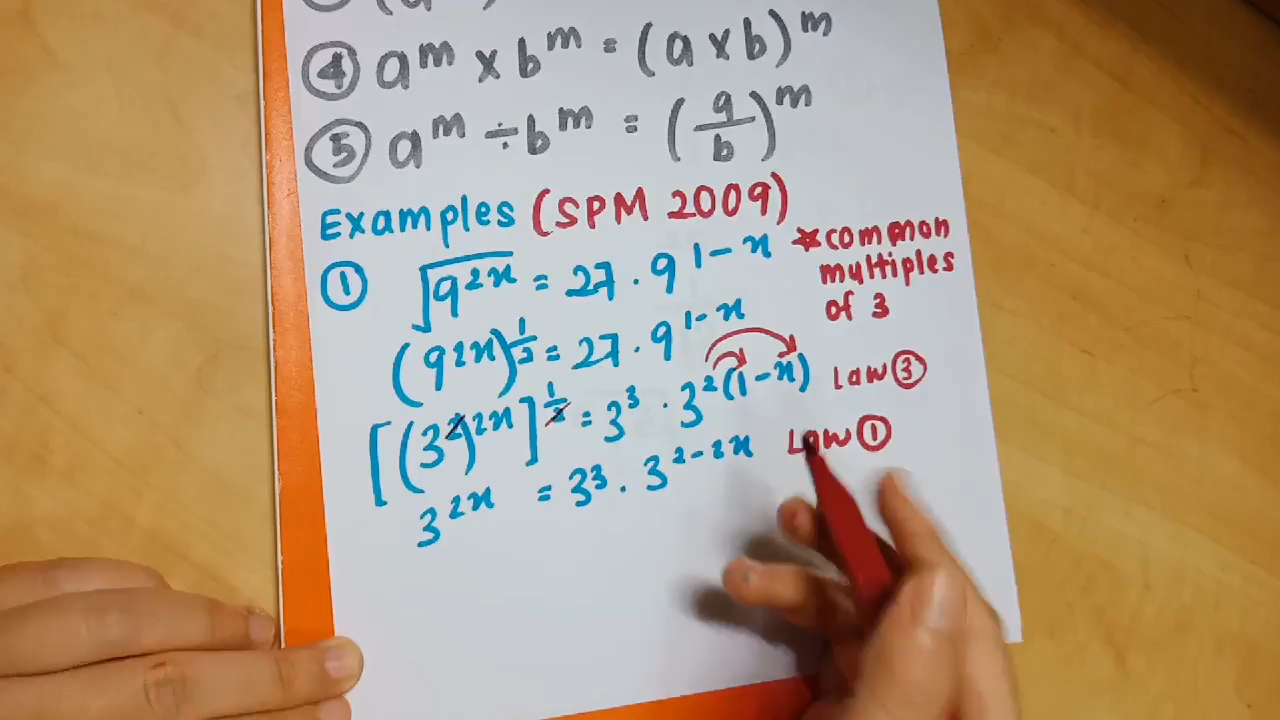 ④ a^m × b^m = (a × b)^m
⑤ a^m ÷ b^m = (a/b)^m
Examples (SPM 2009)
① √(9^(2x)) = 27 · 9^(1-x)
* common multiples of 3
(9^(2x))^(1/2) = 27 · 9^(1-x)
[(3^2)^(2x)]^(1/2) = 3^3 · 3^(2(1-x)) Law ③
3^(2x) = 3^3 · 3^(2-2x) Law ①